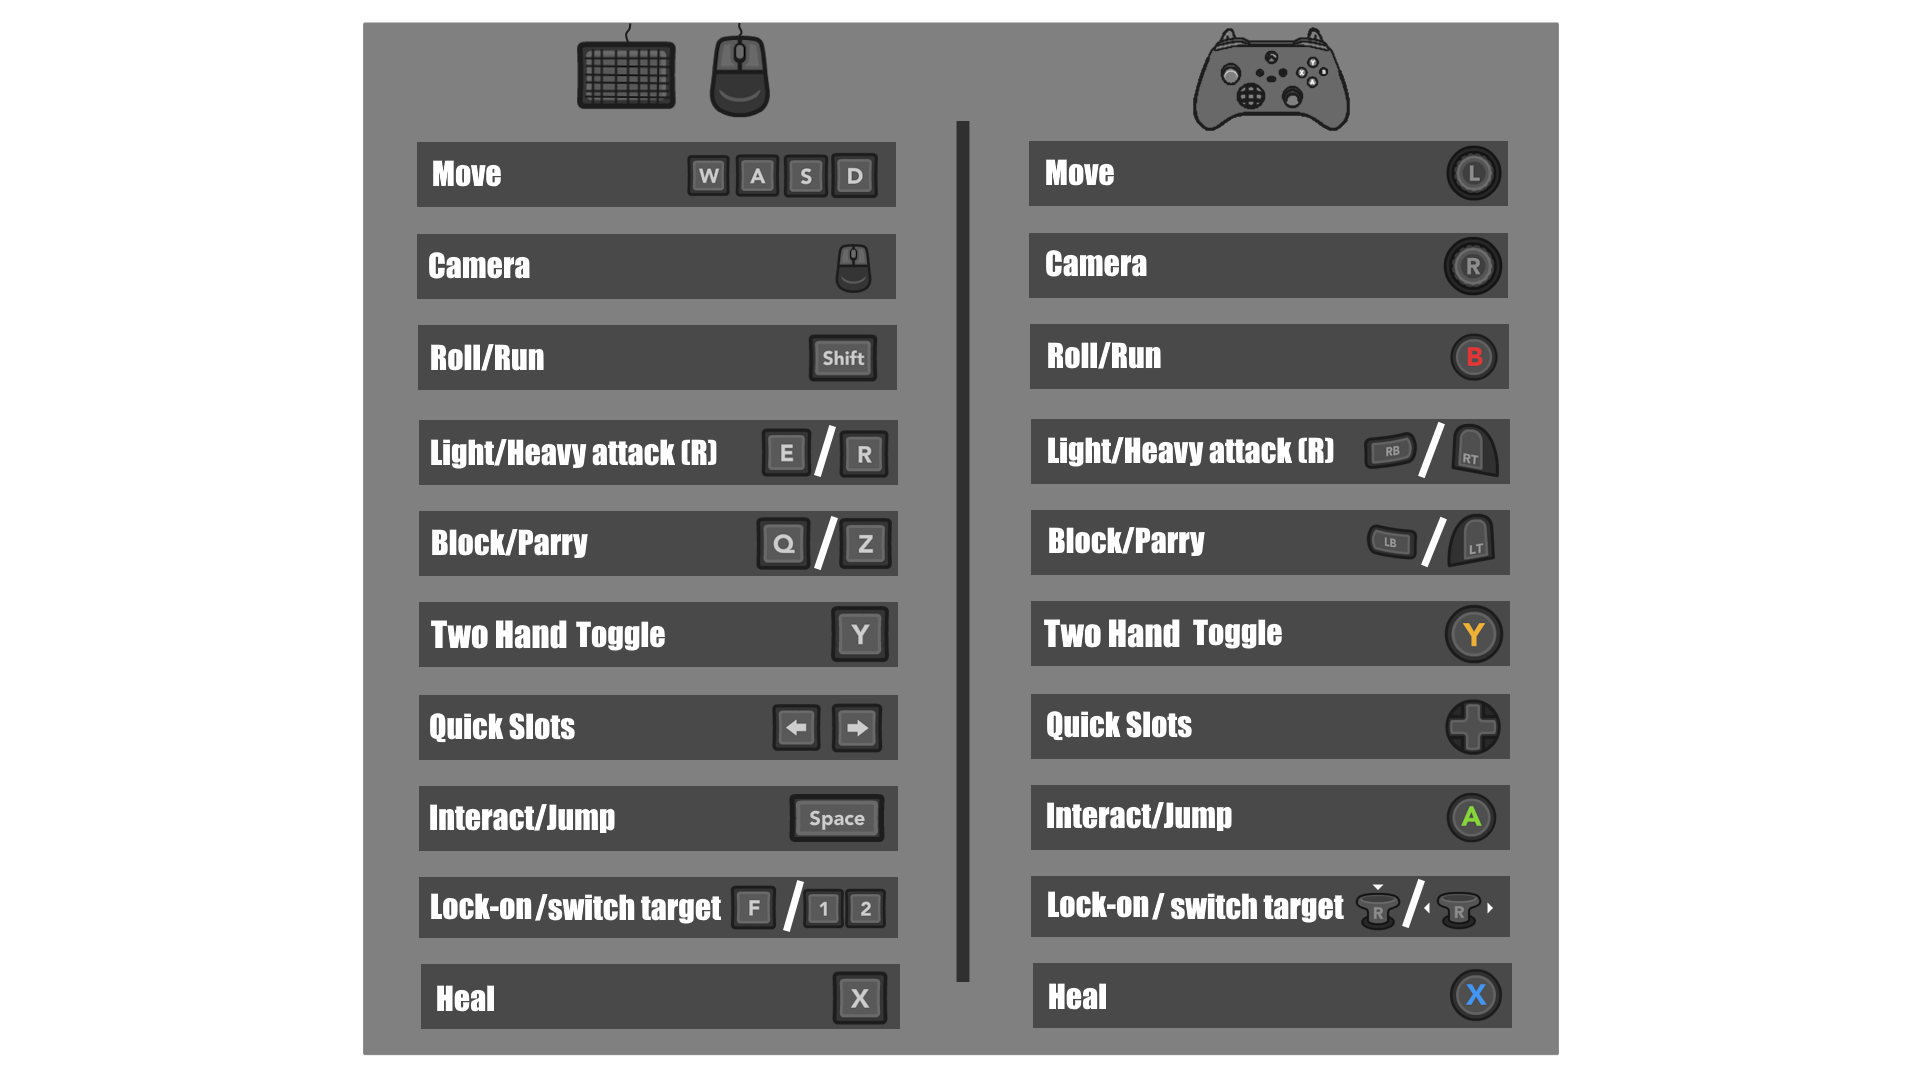 Move W A S D
Camera
Roll/Run Shift
Light/Heavy attack (R) E / R
Block/Parry Q / Z
Two Hand Toggle Y
Quick Slots
Interact/Jump Space
Lock-on/switch target F / 1 2
Heal X
Y
X B
A
Move L
Camera R
Roll/Run B
Light/Heavy attack (R) RB / RT
Block/Parry LB / LT
Two Hand Toggle Y
Quick Slots
Interact/Jump A
Lock-on / switch target R / R
Heal X